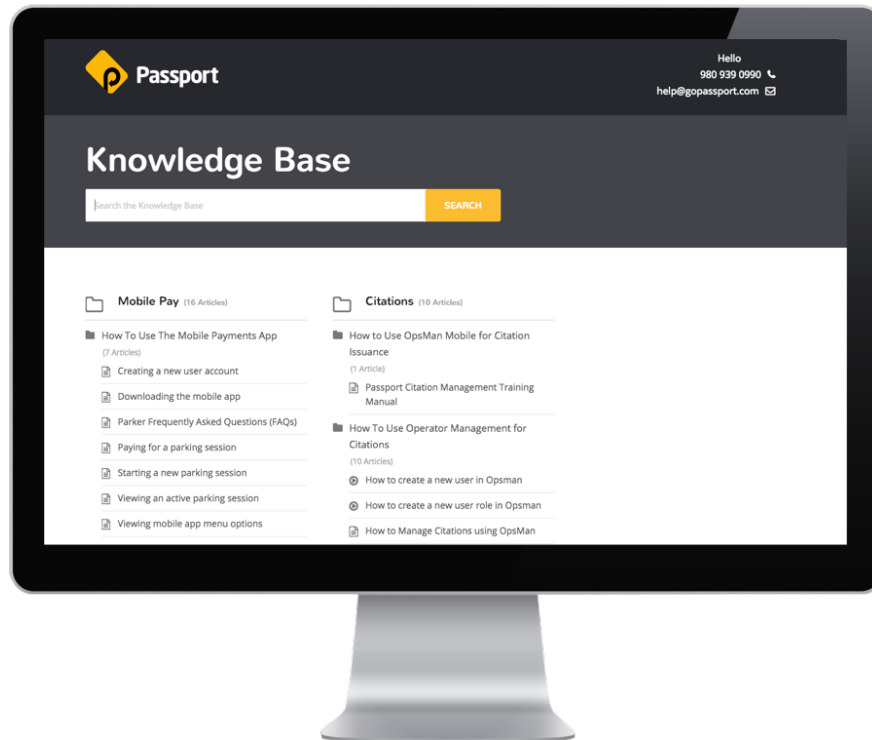 Passport
Hello
980 939 0990
help@gopassport.com
Knowledge Base
Search the Knowledge Base
SEARCH
Mobile Pay (16 Articles)
How To Use The Mobile Payments App
(7 Articles)
Creating a new user account
Downloading the mobile app
Parker Frequently Asked Questions (FAQs)
Paying for a parking session
Starting a new parking session
Viewing an active parking session
Viewing mobile app menu options
Citations (10 Articles)
How to Use OpsMan Mobile for Citation
Issuance
(1 Article)
Passport Citation Management Training
Manual
How To Use Operator Management for
Citations
(10 Articles)
How to create a new user in Opsman
How to create a new user role in Opsman
How to Manage Citations using OpsMan